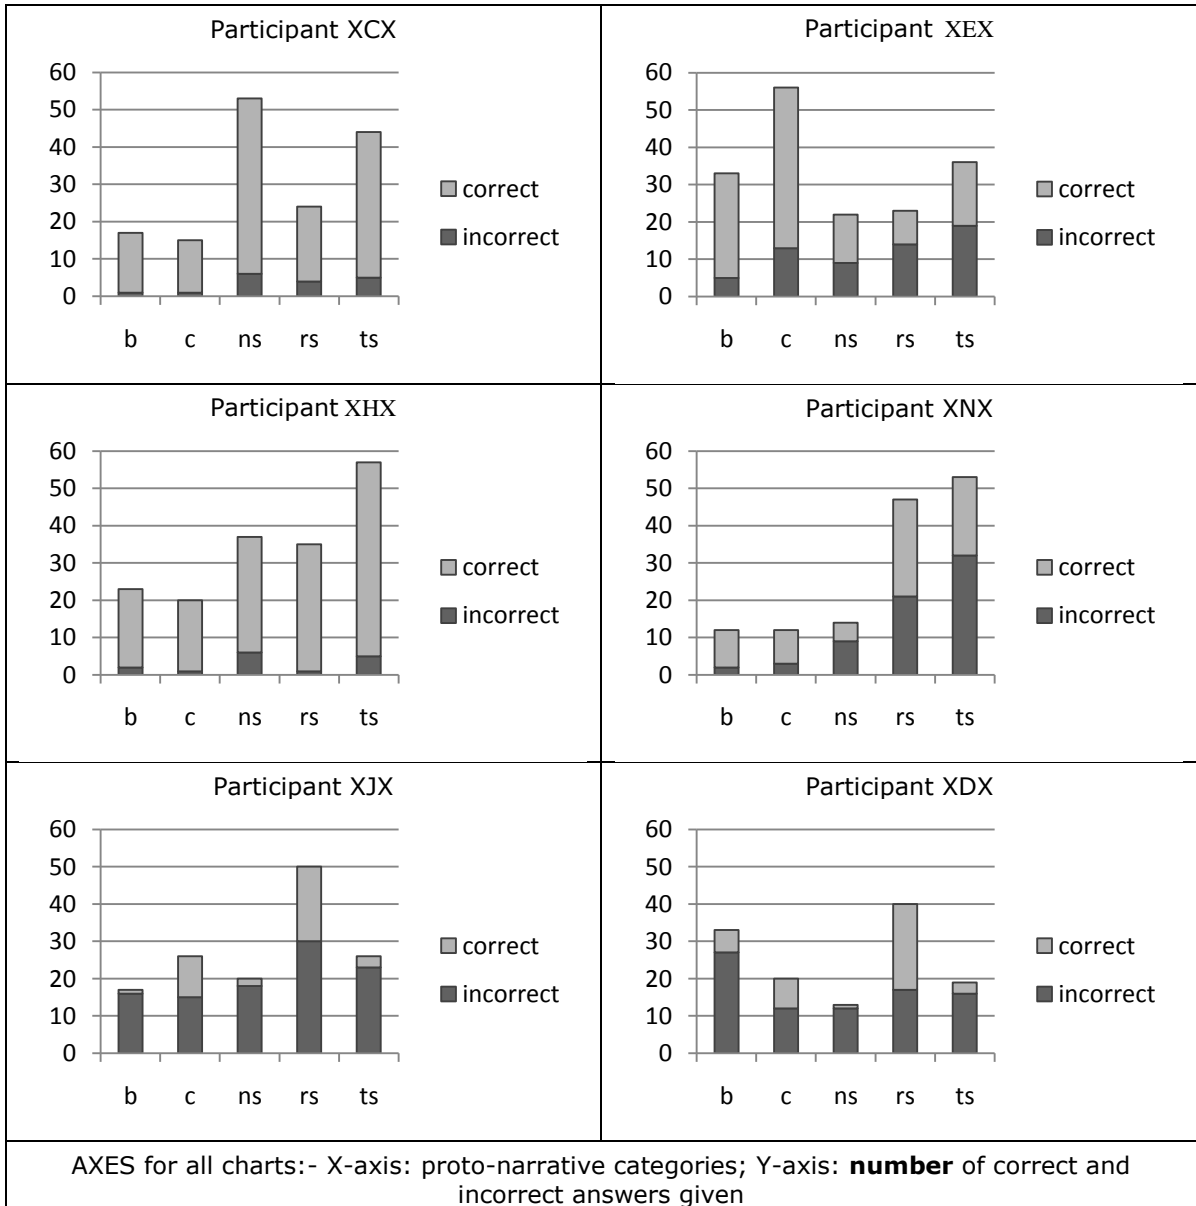 Participant XCX
60
50
40
30
20
10
0
b c ns rs ts
correct
incorrect
Participant XEX
60
50
40
30
20
10
0
b c ns rs ts
correct
incorrect
Participant XHX
60
50
40
30
20
10
0
b c ns rs ts
correct
incorrect
Participant XNX
60
50
40
30
20
10
0
b c ns rs ts
correct
incorrect
Participant XJX
60
50
40
30
20
10
0
b c ns rs ts
correct
incorrect
Participant XDX
60
50
40
30
20
10
0
b c ns rs ts
correct
incorrect
AXES for all charts:- X-axis: proto-narrative categories; Y-axis: number of correct and
incorrect answers given